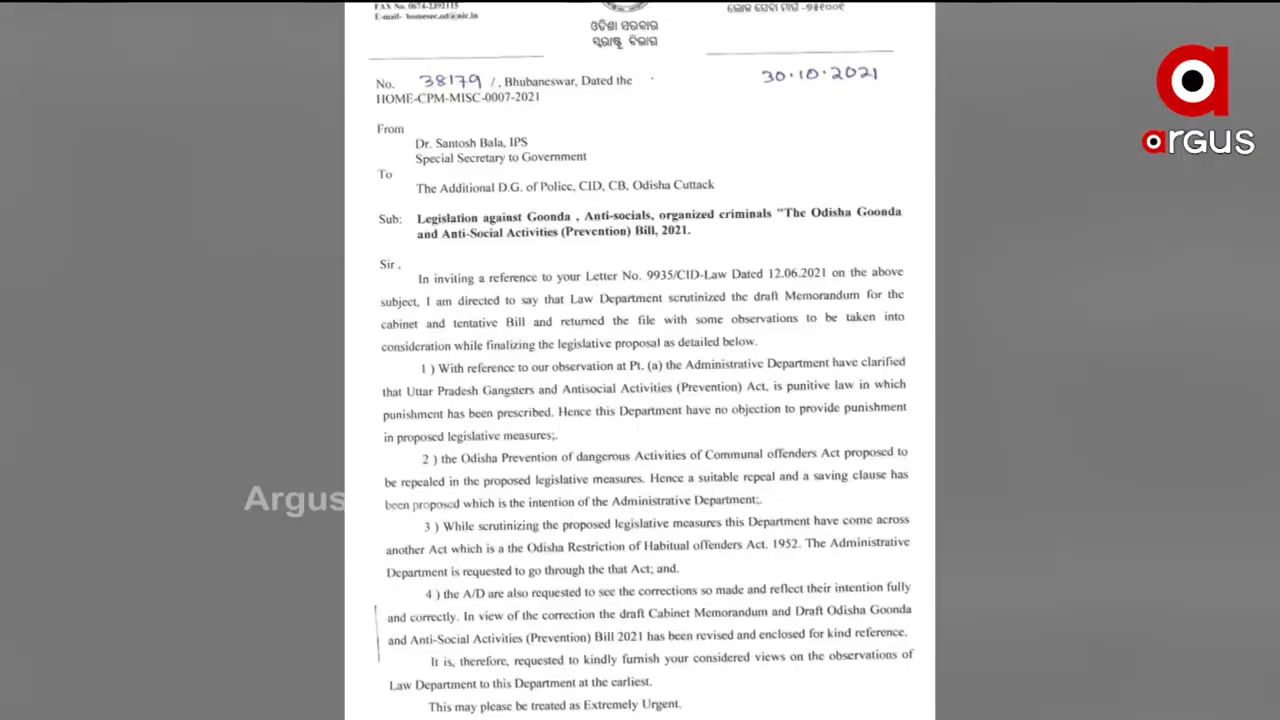 FAX No. 0674-2392115
E-mail- homesec.od@nic.in
ଓଡିଶା ସରକାର
ସ୍ୱରାଷ୍ଟ୍ର ବିଭାଗ
ଲୋକ ସେବା ମାର୍ଗ -୭୫୧୦୦୧
No. 38179 /, Bhubaneswar, Dated the 30.10.2021
HOME-CPM-MISC-0007-2021
argus
From
Dr. Santosh Bala, IPS
Special Secretary to Government
To
The Additional D.G. of Police, CID, CB, Odisha Cuttack
Sub: Legislation against Goonda , Anti-socials, organized criminals "The Odisha Goonda
and Anti-Social Activities (Prevention) Bill, 2021.
Sir ,
In inviting a reference to your Letter No. 9935/CID-Law Dated 12.06.2021 on the above
subject, I am directed to say that Law Department scrutinized the draft Memorandum for the
cabinet and tentative Bill and returned the file with some observations to be taken into
consideration while finalizing the legislative proposal as detailed below.
1 ) With reference to our observation at Pt. (a) the Administrative Department have clarified
that Uttar Pradesh Gangsters and Antisocial Activities (Prevention) Act, is punitive law in which
punishment has been prescribed. Hence this Department have no objection to provide punishment
in proposed legislative measures;.
2 ) the Odisha Prevention of dangerous Activities of Communal offenders Act proposed to
be repealed in the proposed legislative measures. Hence a suitable repeal and a saving clause has
been proposed which is the intention of the Administrative Department;.
Argus
3 ) While scrutinizing the proposed legislative measures this Department have come across
another Act which is a the Odisha Restriction of Habitual offenders Act. 1952. The Administrative
Department is requested to go through the that Act; and.
4 ) the A/D are also requested to see the corrections so made and reflect their intention fully
and correctly. In view of the correction the draft Cabinet Memorandum and Draft Odisha Goonda
and Anti-Social Activities (Prevention) Bill 2021 has been revised and enclosed for kind reference.
It is, therefore, requested to kindly furnish your considered views on the observations of
Law Department to this Department at the earliest.
This may please be treated as Extremely Urgent.